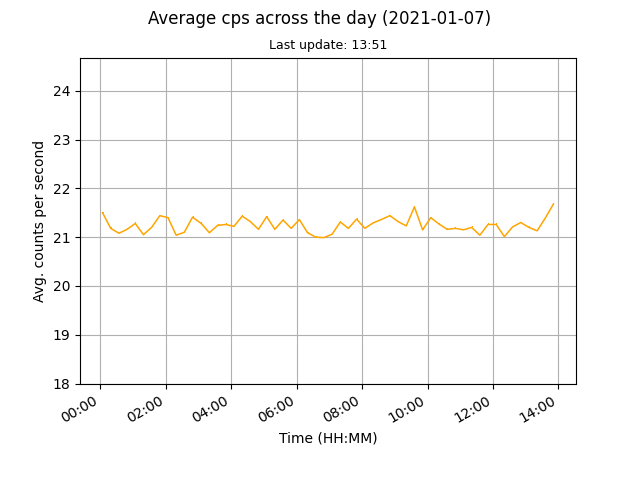 Average cps across the day (2021-01-07)
Last update: 13:51
Avg. counts per second
24
23
22
21
20
19
18
00:00 02:00 04:00 06:00 08:00 10:00 12:00 14:00
Time (HH:MM)